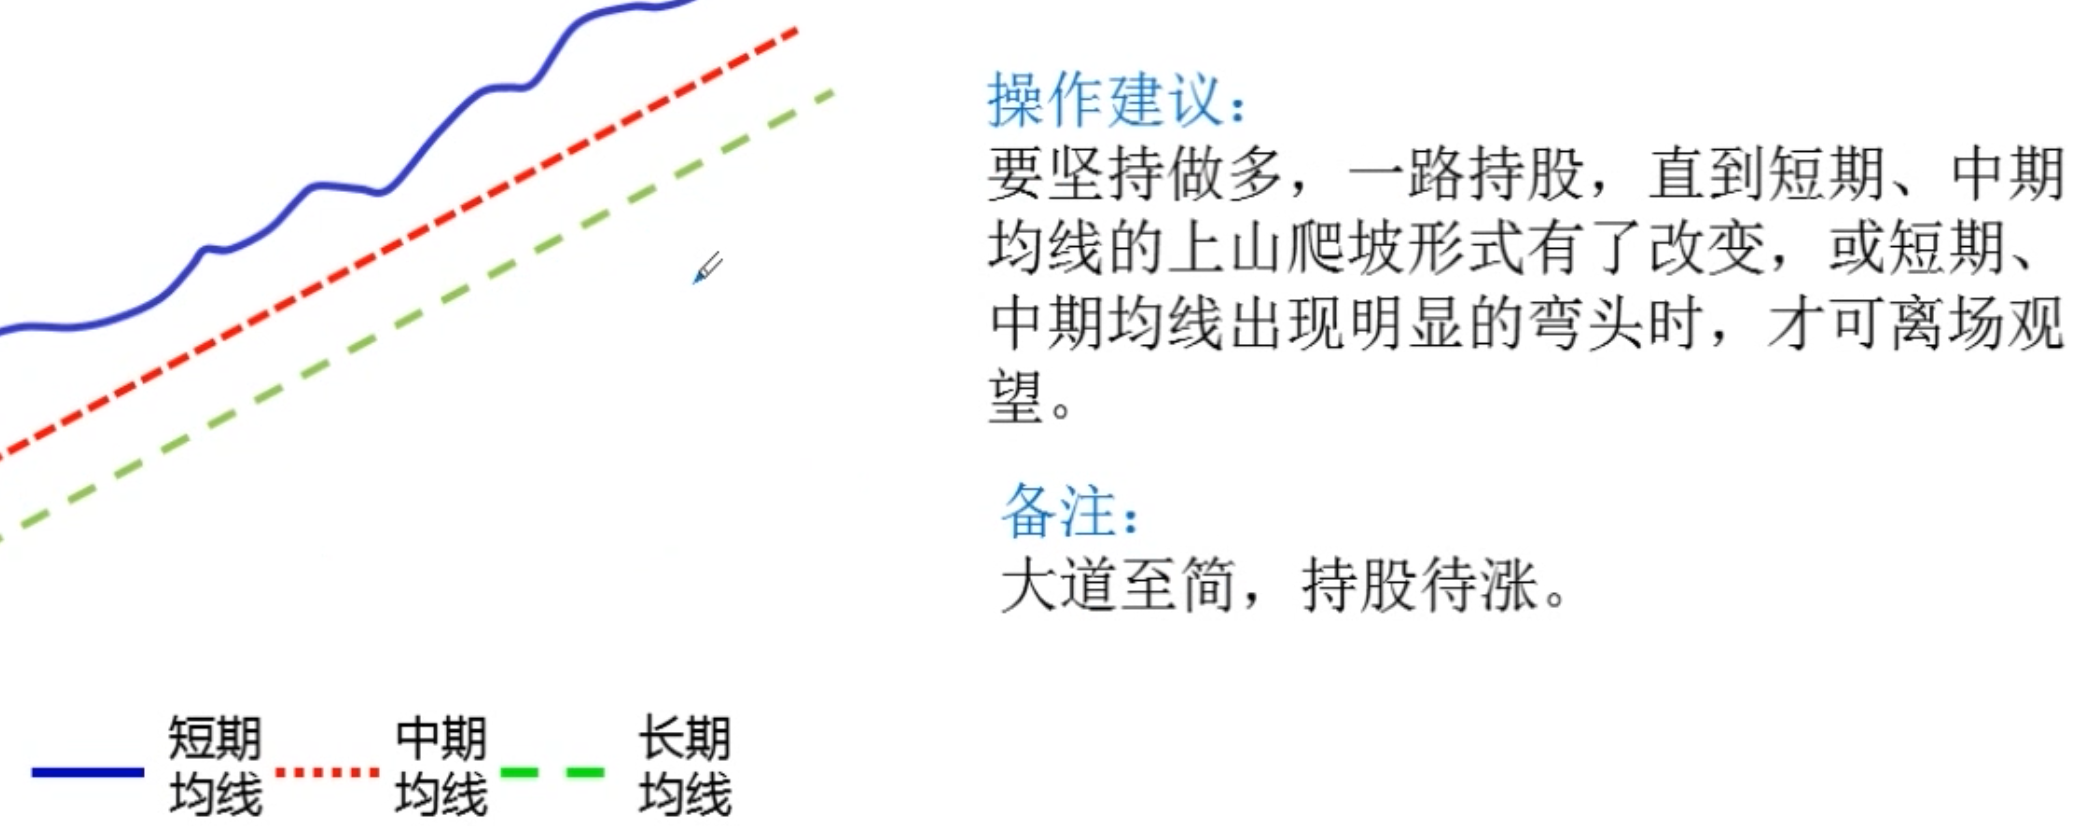 操作建议：
要坚持做多，一路持股，直到短期、中期
均线的上山爬坡形式有了改变，或短期、
中期均线出现明显的弯头时，才可离场观
望。
备注：
大道至简，持股待涨。
短期
均线
中期
均线
长期
均线